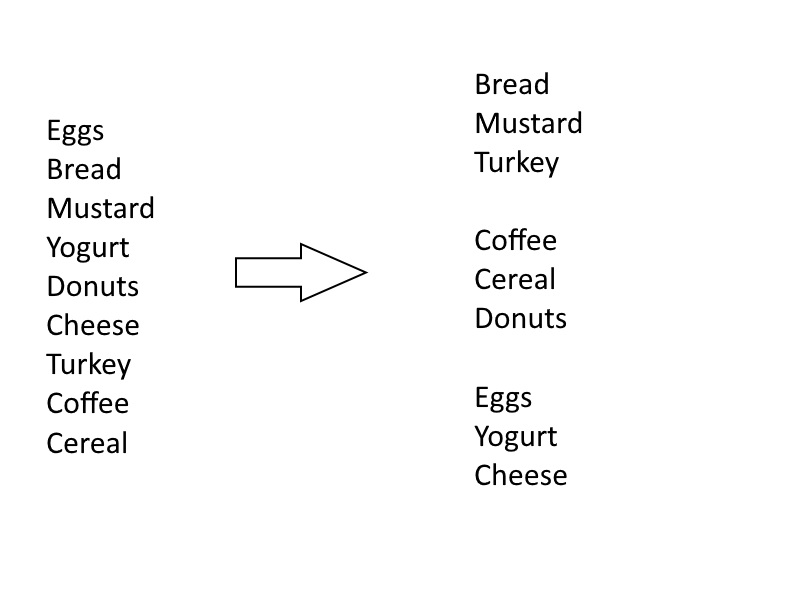 Eggs
Bread
Mustard
Yogurt
Donuts
Cheese
Turkey
Coffee
Cereal
Bread
Mustard
Turkey
Coffee
Cereal
Donuts
Eggs
Yogurt
Cheese